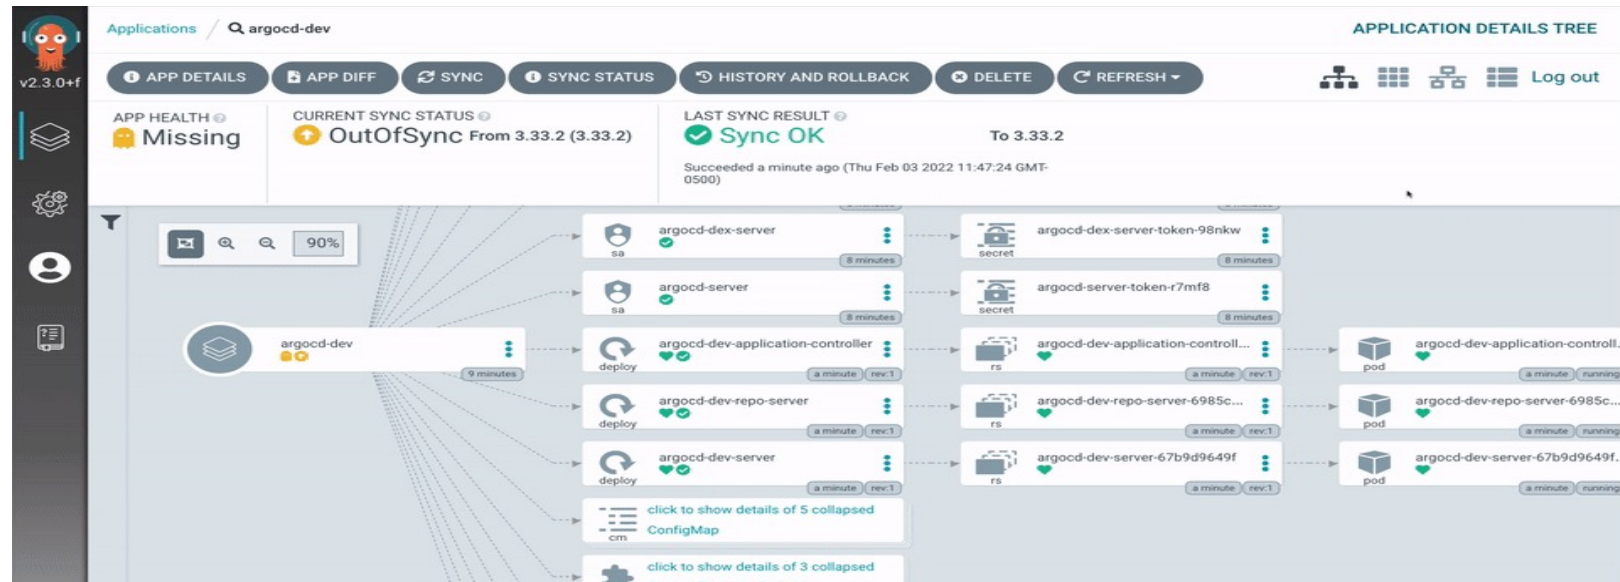 Applications / argocd-dev
APPLICATION DETAILS TREE
v2.3.0+f
APP DETAILS
APP DIFF
SYNC
SYNC STATUS
HISTORY AND ROLLBACK
DELETE
REFRESH
Log out
APP HEALTH
Missing
CURRENT SYNC STATUS
OutOfSync From 3.33.2 (3.33.2)
LAST SYNC RESULT
Sync OK
To 3.33.2
Succeeded a minute ago (Thu Feb 03 2022 11:47:24 GMT-
0500)
90%
argocd-dev
9 minutes
sa
argocd-dex-server
8 minutes
secret
argocd-dex-server-token-98nkw
8 minutes
sa
argocd-server
8 minutes
secret
argocd-server-token-r7mf8
8 minutes
deploy
argocd-dev-application-controller
a minute rev:1
rs
argocd-dev-application-controll...
a minute rev:1
pod
argocd-dev-application-controll.
a minute running
deploy
argocd-dev-repo-server
a minute rev:1
rs
argocd-dev-repo-server-6985c...
a minute rev:1
pod
argocd-dev-repo-server-6985c...
a minute running
deploy
argocd-dev-server
a minute rev:1
rs
argocd-dev-server-67b9d9649f
a minute rev:1
pod
argocd-dev-server-67b9d9649f.
a minute running
cm
click to show details of 5 collapsed
ConfigMap
click to show details of 3 collapsed